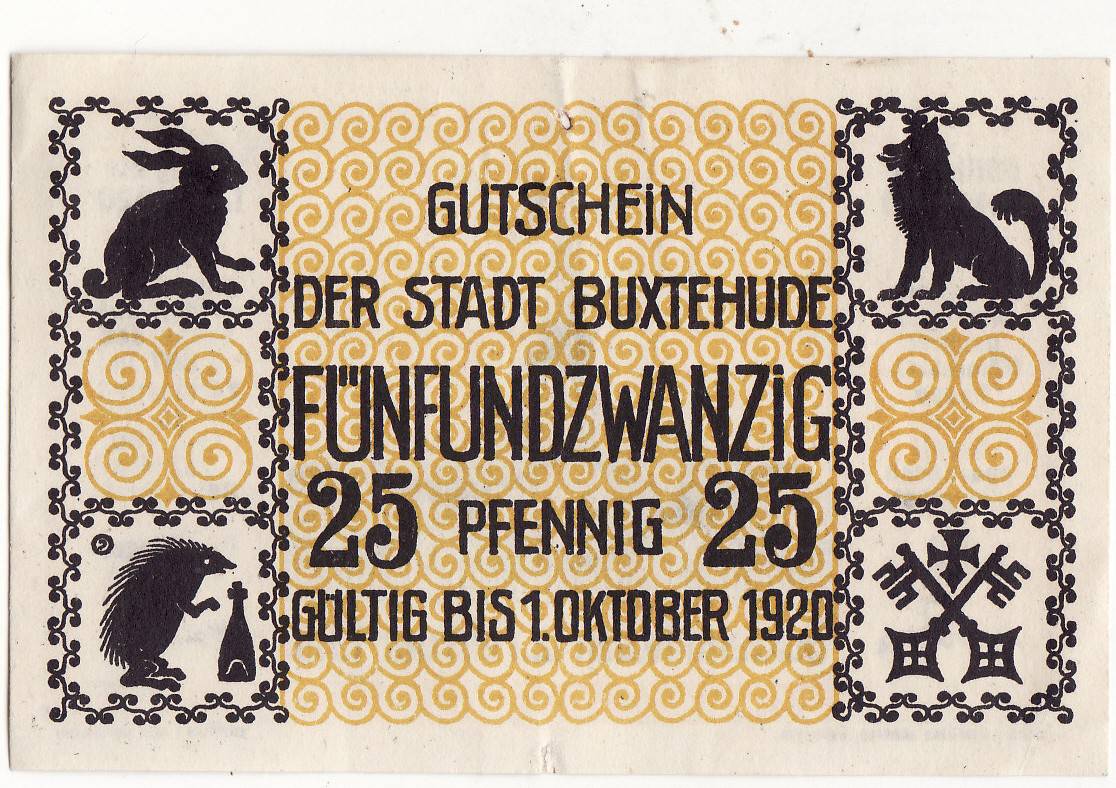 GUTSCHEiN
DER STADT BUXTEHUDE
FÜNFUNDZWANZiG
25 PFENNIG 25
GÜLTIG BIS 1. OKTOBER 1920